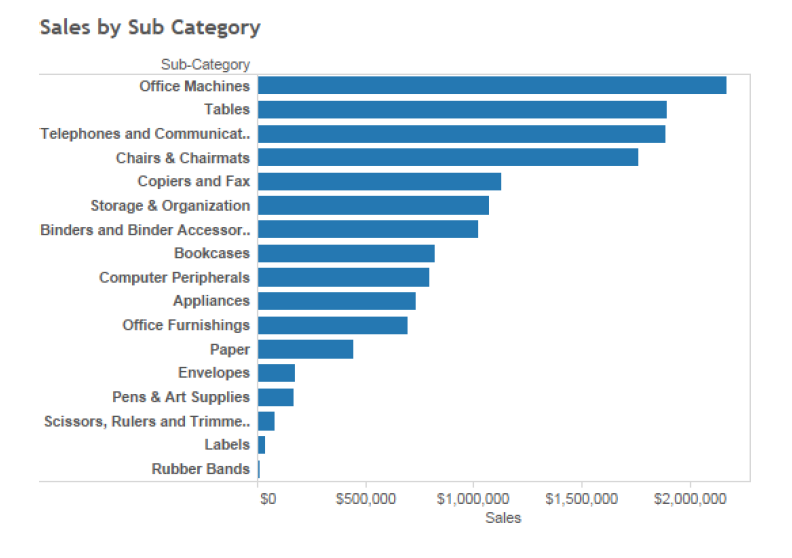 Sales by Sub Category
Sub-Category
Office Machines
Tables
Telephones and Communicat..
Chairs & Chairmats
Copiers and Fax
Storage & Organization
Binders and Binder Accessor..
Bookcases
Computer Peripherals
Appliances
Office Furnishings
Paper
Envelopes
Pens & Art Supplies
Scissors, Rulers and Trimme..
Labels
Rubber Bands
$0 $500,000 $1,000,000 $1,500,000 $2,000,000
Sales